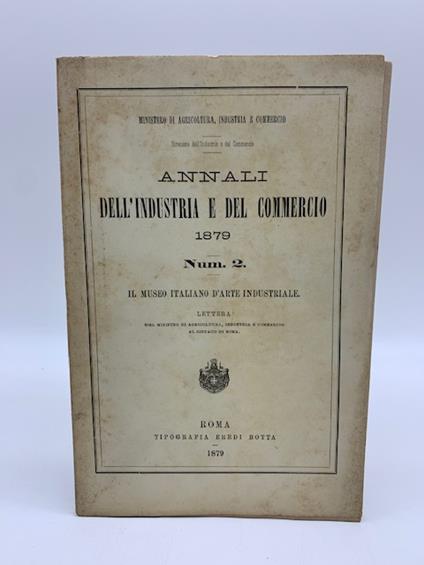 MINISTERO DI AGRICOLTURA, INDUSTRIA E COMMERCIO
Direzione dell'Industria e del Commercio
ANNALI
DELL'INDUSTRIA E DEL COMMERCIO
1879
Num. 2.
IL MUSEO ITALIANO D'ARTE INDUSTRIALE.
LETTERA
DEL MINISTRO DI AGRICOLTURA, INDUSTRIA E COMMERCIO
AL SINDACO DI ROMA.
ROMA
TIPOGRAFIA EREDI BOTTA
1879